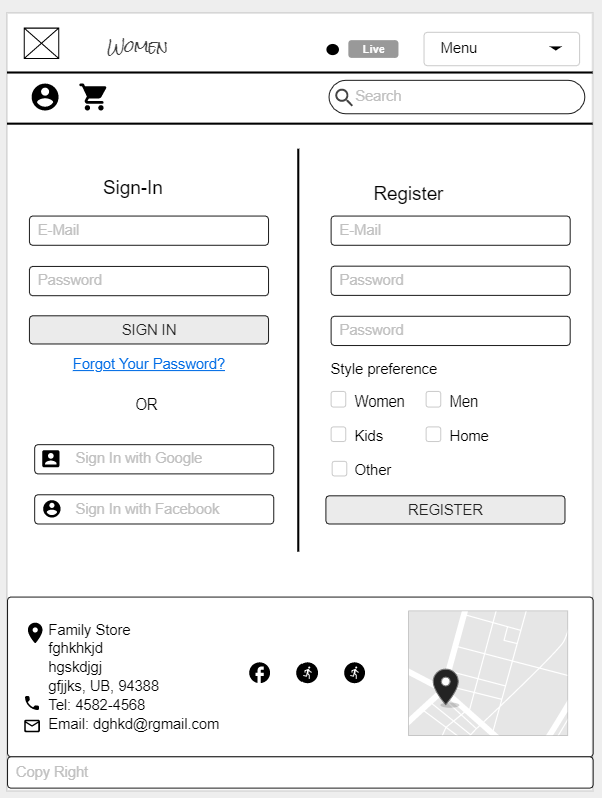 Women
Live
Menu
Search
Sign-In
E-Mail
Password
SIGN IN
Forgot Your Password?
OR
Sign In with Google
Sign In with Facebook
Register
E-Mail
Password
Password
Style preference
Women Men
Kids Home
Other
REGISTER
Family Store
fghkhkjd
hgskdjgj
gfjjks, UB, 94388
Tel: 4582-4568
Email: dghkd@rgmail.com
Copy Right